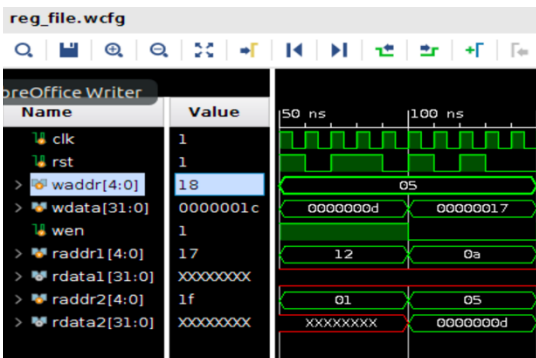 reg_file.wcfg
oreOffice Writer
Name Value 50 ns 100 ns
clk 1
rst 1
> waddr[4:0] 18 05
> wdata[31:0] 0000001c 0000000d 00000017
wen 1
> raddr1[4:0] 17 12 0a
> rdata1[31:0] XXXXXXXX
> raddr2[4:0] 1f 01 05
> rdata2[31:0] XXXXXXXX XXXXXXXX 0000000d